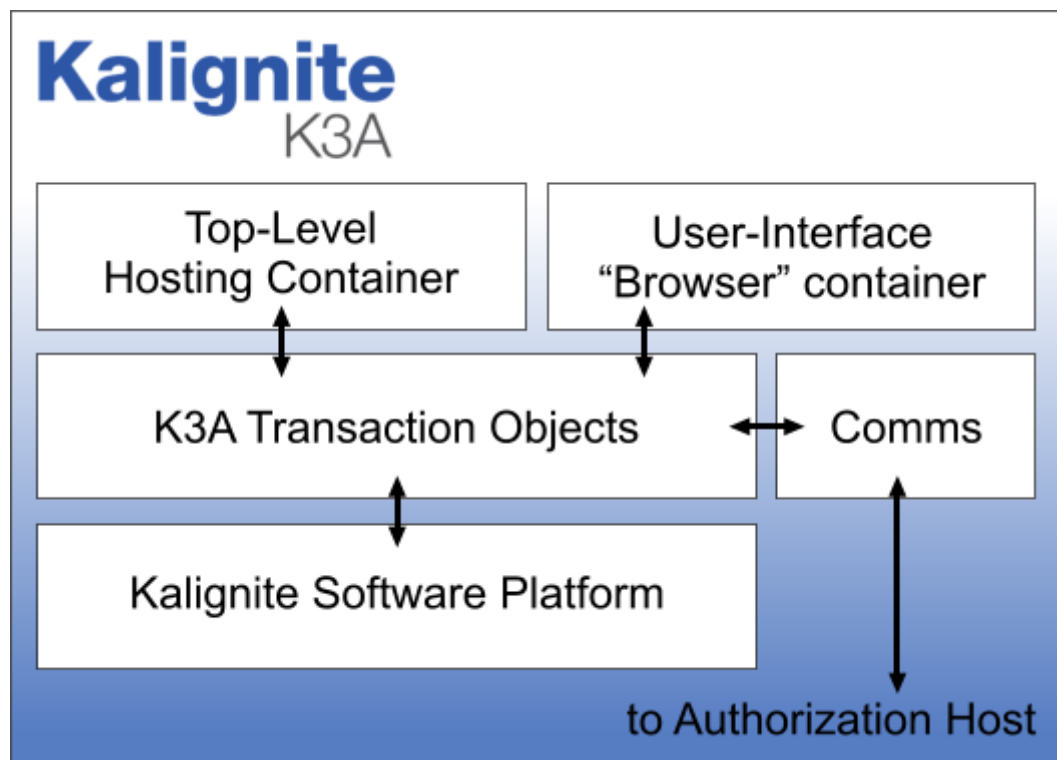 Kalignite
K3A
Top-Level
Hosting Container
User-Interface
“Browser” container
K3A Transaction Objects
Comms
Kalignite Software Platform
to Authorization Host